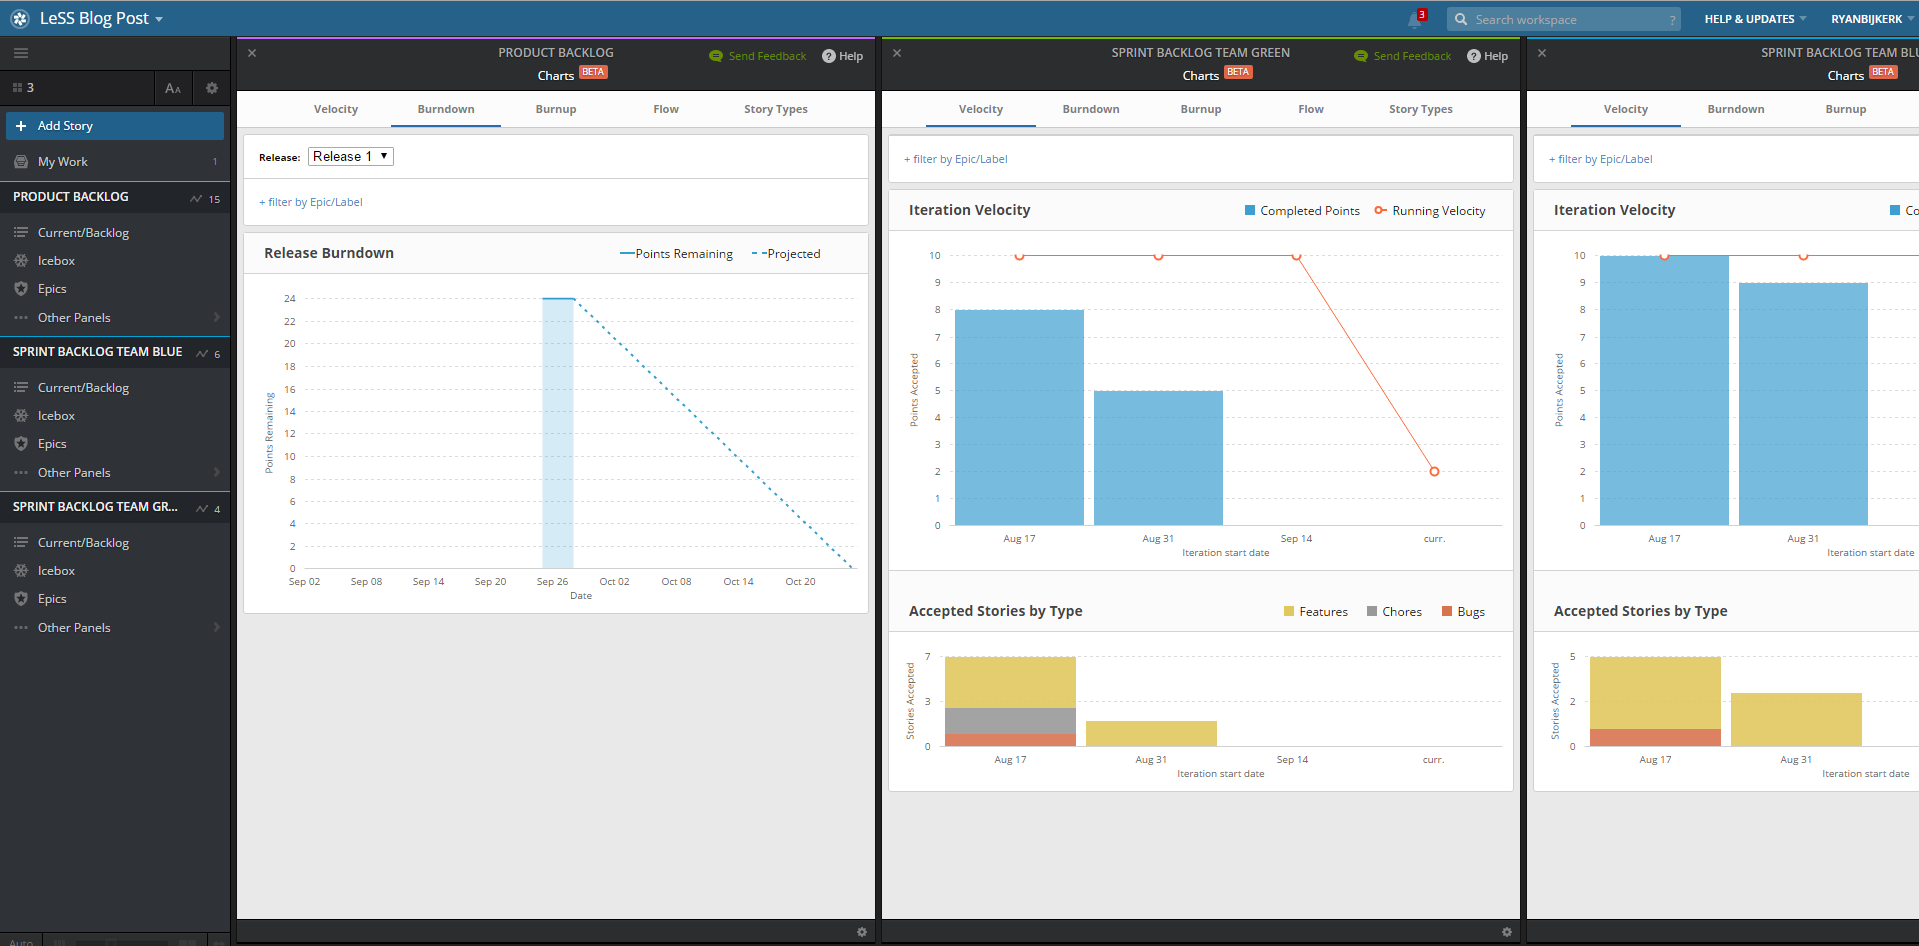 LeSS Blog Post
3
Search workspace ?
HELP & UPDATES
RYANBIJKERK
3
AA
Add Story
My Work 1
PRODUCT BACKLOG 15
Current/Backlog
Icebox
Epics
Other Panels
SPRINT BACKLOG TEAM BLUE 6
Current/Backlog
Icebox
Epics
Other Panels
SPRINT BACKLOG TEAM GR... 4
Current/Backlog
Icebox
Epics
Other Panels
Auto
PRODUCT BACKLOG
Send Feedback
? Help
Charts BETA
Velocity Burndown Burnup Flow Story Types
Release: Release 1
+ filter by Epic/Label
Release Burndown
Points Remaining Projected
24
22
20
18
16
14
12
10
8
6
4
2
0
Points Remaining
Sep 02 Sep 08 Sep 14 Sep 20 Sep 26 Oct 02 Oct 08 Oct 14 Oct 20
Date
SPRINT BACKLOG TEAM GREEN
Send Feedback
? Help
Charts BETA
Velocity Burndown Burnup Flow Story Types
+ filter by Epic/Label
Iteration Velocity
Completed Points Running Velocity
10
9
8
7
6
5
4
3
2
1
0
Points Accepted
Aug 17 Aug 31 Sep 14 curr.
Iteration start date
Accepted Stories by Type
Features Chores Bugs
7
3
0
Stories Accepted
Aug 17 Aug 31 Sep 14 curr.
Iteration start date
SPRINT BACKLOG TEAM BLU
Charts BETA
Velocity Burndown Burnup
+ filter by Epic/Label
Iteration Velocity
Co
10
9
8
7
6
5
4
3
2
1
0
Points Accepted
Aug 17 Aug 31
Iteration start date
Accepted Stories by Type
5
2
0
Stories Accepted
Aug 17 Aug 31
Iteration start date